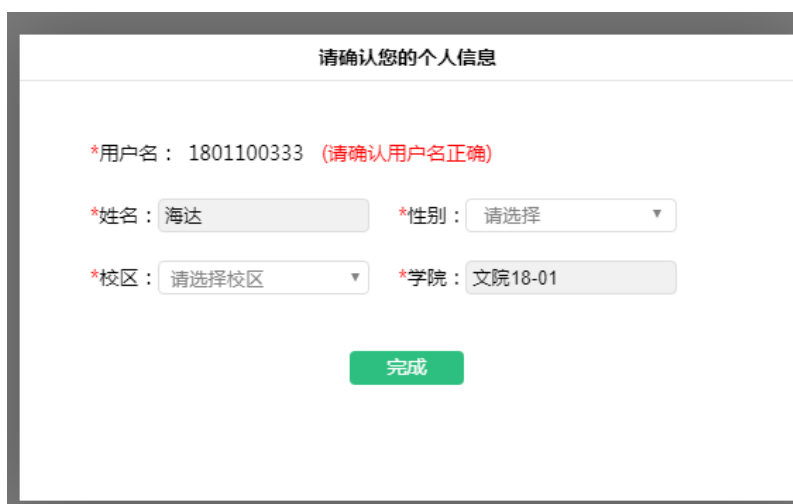 请确认您的个人信息
*用户名： 1801100333 (请确认用户名正确)
*姓名：海达 *性别： 请选择
*校区： 请选择校区 *学院：文院18-01
完成